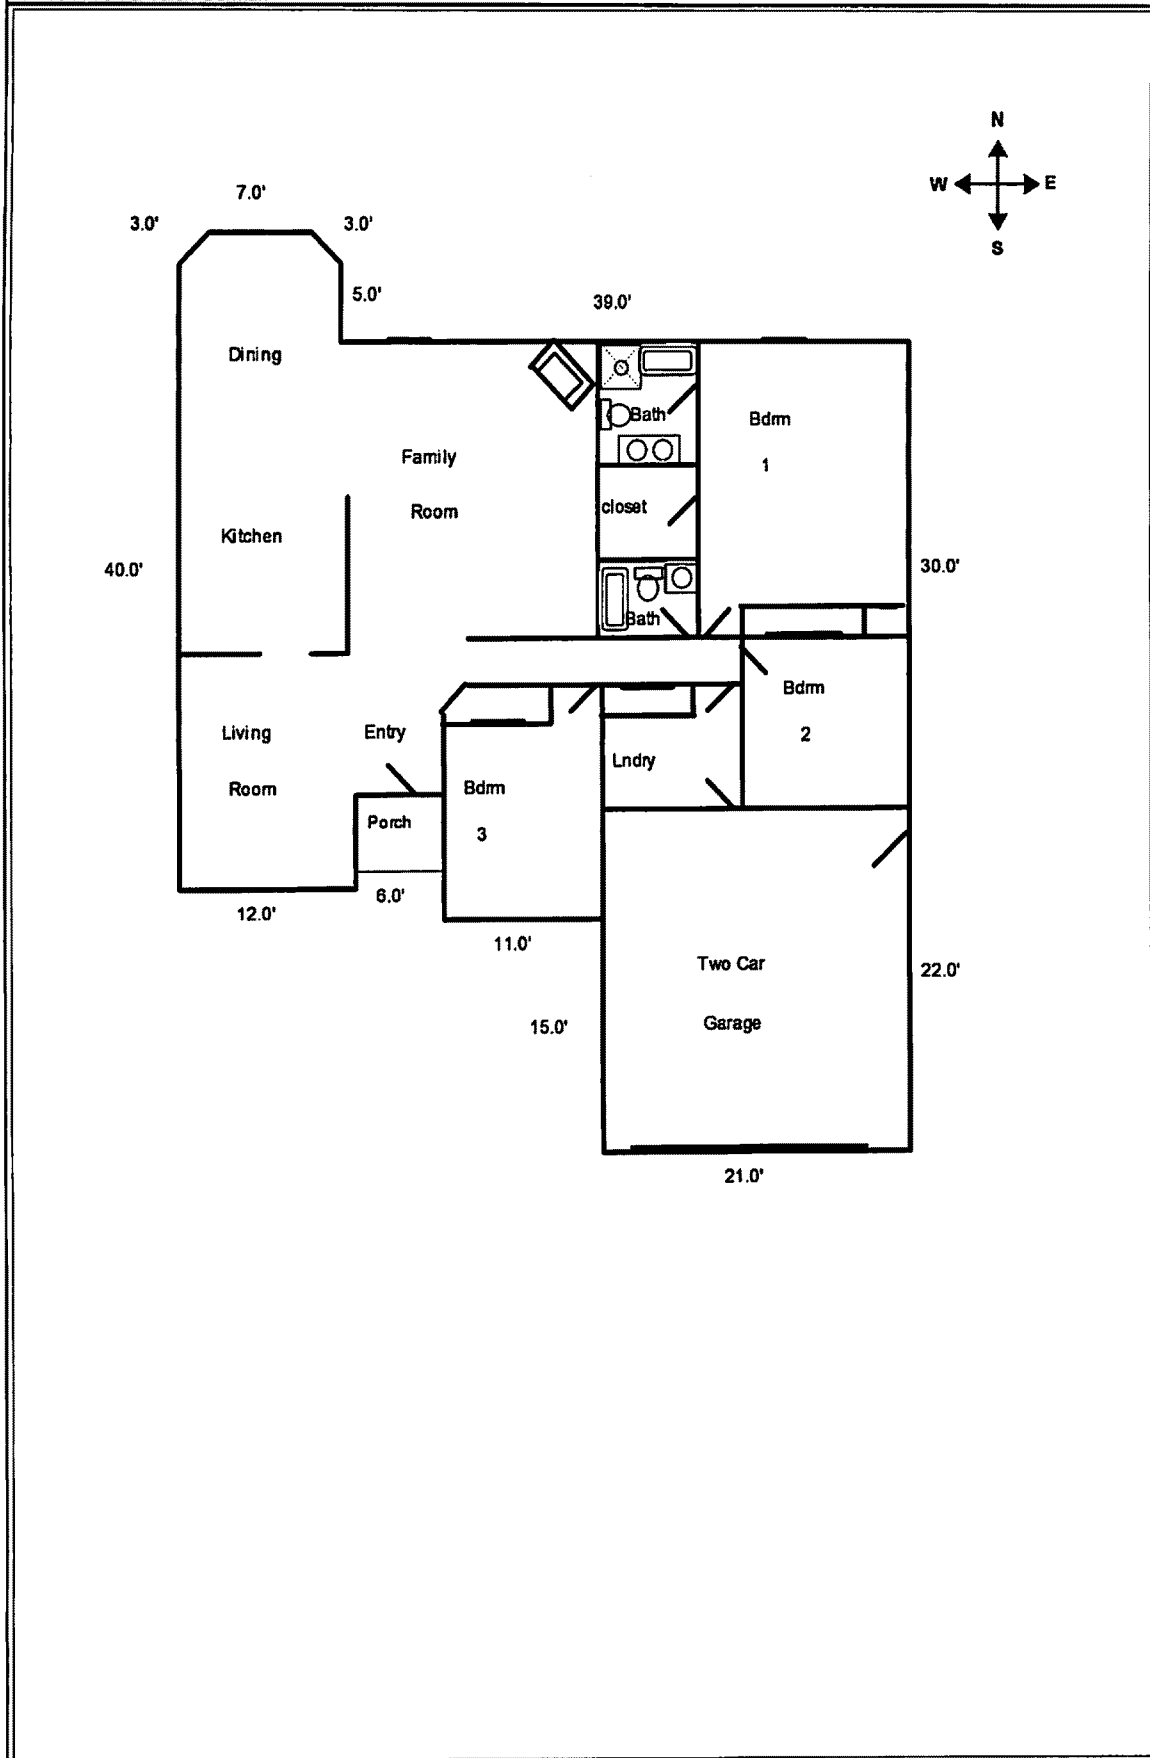 N
W E
S
7.0'
3.0' 3.0'
5.0' 39.0'
Dining
Bath
Bdrm
1
Family
Room
closet
Kitchen
40.0'
30.0'
Bath
Bdrm
2
Living
Room
Entry
Lndry
Bdrm
3
Porch
6.0'
12.0'
11.0'
Two Car
Garage
22.0'
15.0'
21.0'